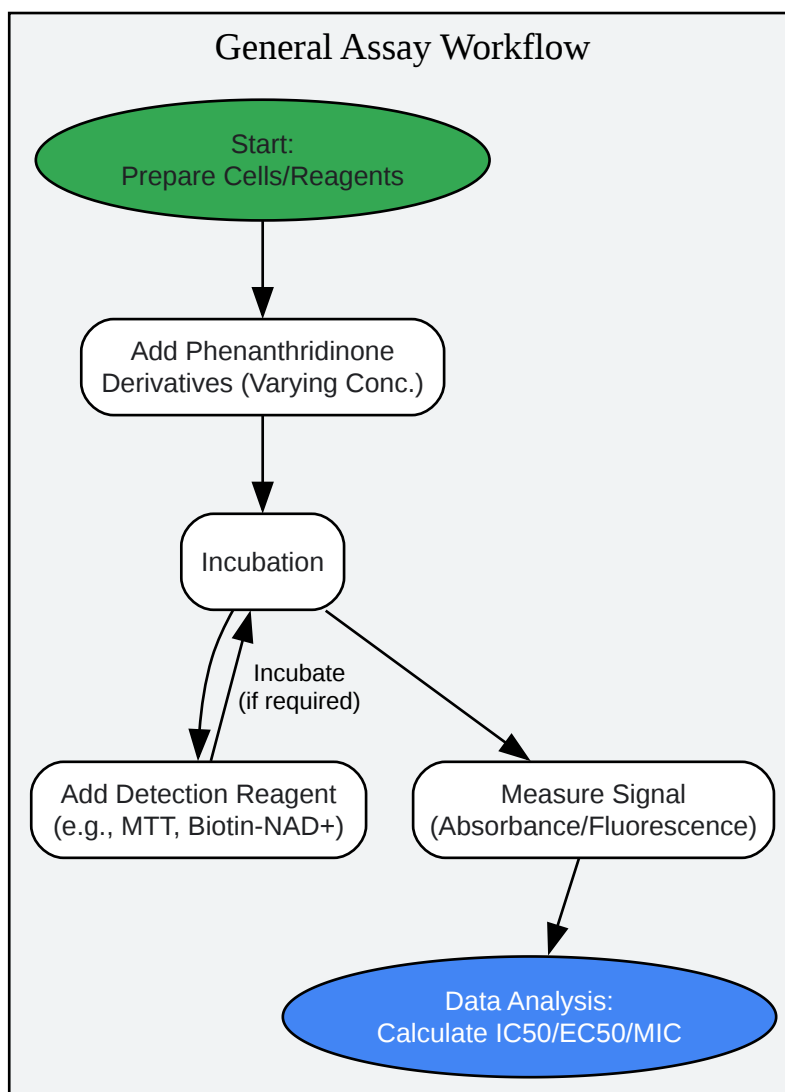 General Assay Workflow
Start:
Prepare Cells/Reagents
Add Phenanthridinone
Derivatives (Varying Conc.)
Incubation
Incubate
(if required)
Add Detection Reagent
(e.g., MTT, Biotin-NAD+)
Measure Signal
(Absorbance/Fluorescence)
Data Analysis:
Calculate IC50/EC50/MIC